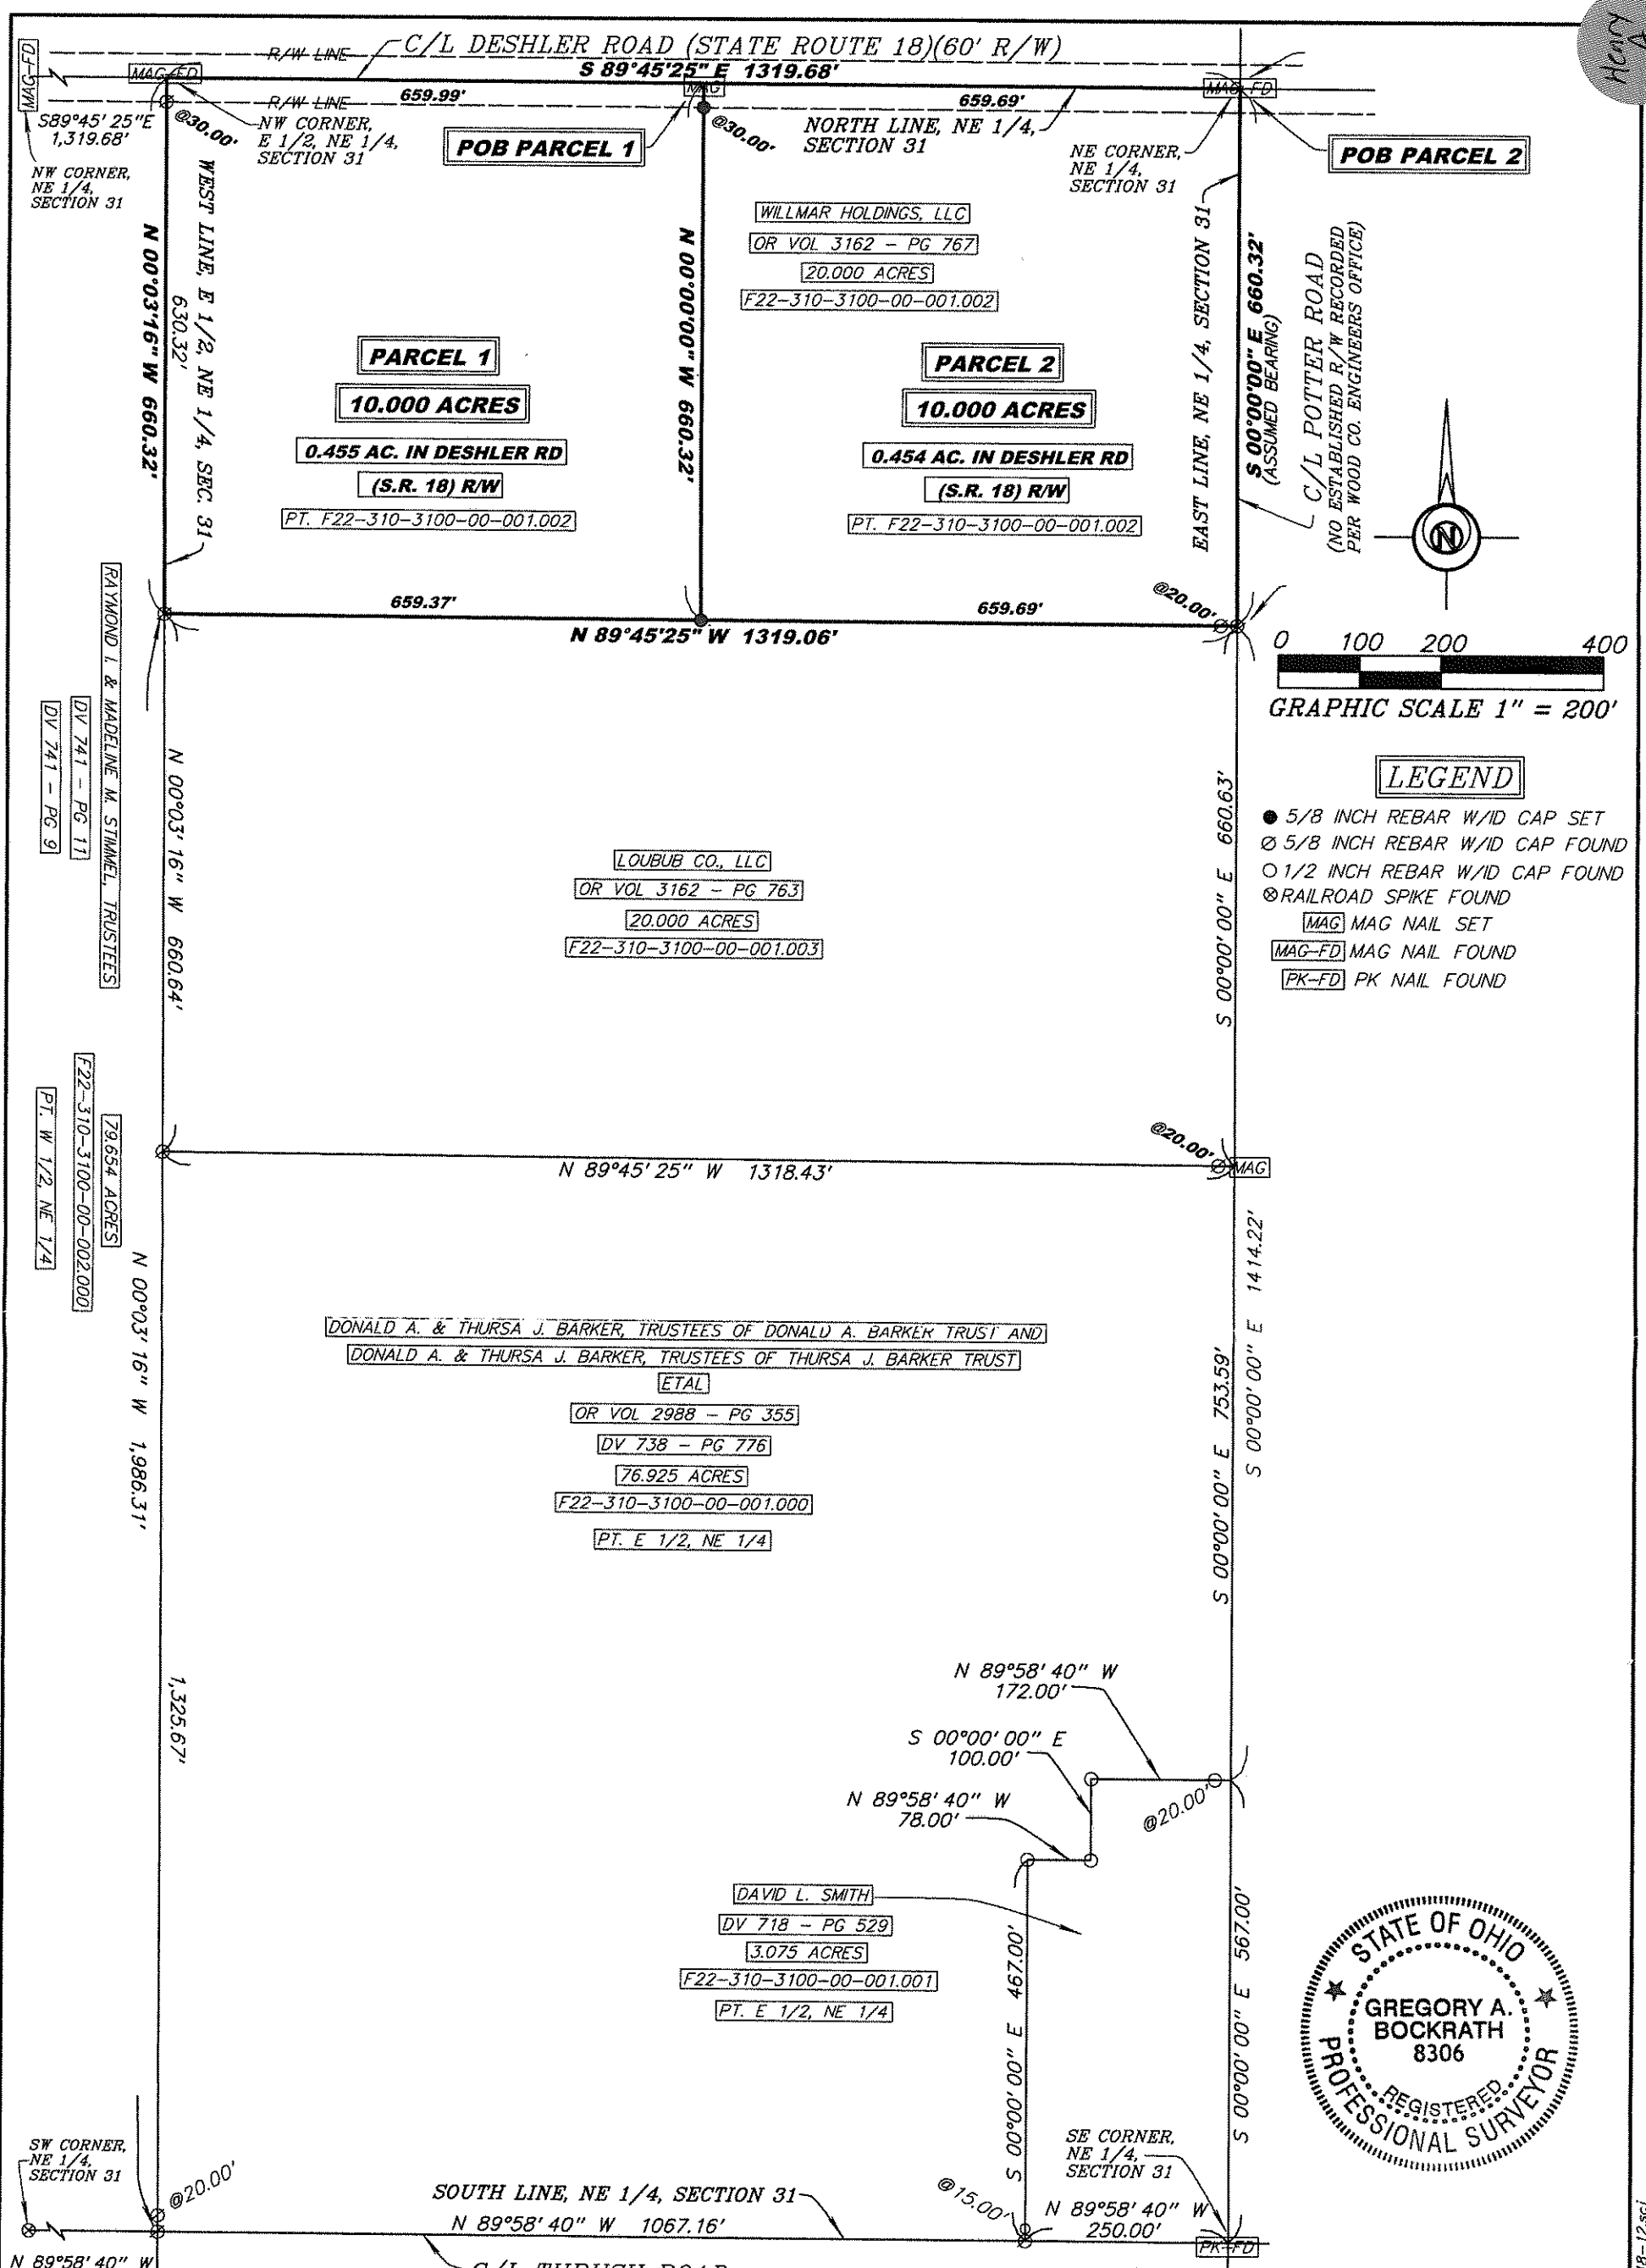 Henry
MAG-FD
R/W LINE
C/L DESHLER ROAD (STATE ROUTE 18)(60' R/W)
MAG-FD
S 89°45'25" E 1319.68'
MAG
MAG-FD
R/W LINE
659.99'
659.69'
S89°45'25"E
1,319.68'
@30.00'
NW CORNER,
E 1/2, NE 1/4,
SECTION 31
POB PARCEL 1
@30.00'
NORTH LINE, NE 1/4,
SECTION 31
NE CORNER,
NE 1/4,
SECTION 31
POB PARCEL 2
NW CORNER,
NE 1/4,
SECTION 31
N 00°03'16" W 660.32'
630.32'
WEST LINE, E 1/2, NE 1/4, SEC. 31
N 00°00'00" W 660.32'
WILLMAR HOLDINGS, LLC
OR VOL 3162 - PG 767
20.000 ACRES
F22-310-3100-00-001.002
EAST LINE, NE 1/4, SECTION 31
S 00°00'00" E 660.32'
(ASSUMED BEARING)
C/L POTTER ROAD
(NO ESTABLISHED R/W RECORDED
PER WOOD CO. ENGINEERS OFFICE)
PARCEL 1
10.000 ACRES
0.455 AC. IN DESHLER RD
(S.R. 18) R/W
PT. F22-310-3100-00-001.002
PARCEL 2
10.000 ACRES
0.454 AC. IN DESHLER RD
(S.R. 18) R/W
PT. F22-310-3100-00-001.002
N
659.37'
659.69'
@20.00'
N 89°45'25" W 1319.06'
0 100 200 400
GRAPHIC SCALE 1" = 200'
LEGEND
5/8 INCH REBAR W/ID CAP SET
5/8 INCH REBAR W/ID CAP FOUND
1/2 INCH REBAR W/ID CAP FOUND
RAILROAD SPIKE FOUND
MAG MAG NAIL SET
MAG-FD MAG NAIL FOUND
PK-FD PK NAIL FOUND
RAYMOND I. & MADELINE M. STIMMEL, TRUSTEES
DV 741 - PG 11
DV 741 - PG 9
N 00°03'16" W 660.64'
S 00°00'00" E 660.63'
LOUBUB CO., LLC
OR VOL 3162 - PG 763
20.000 ACRES
F22-310-3100-00-001.003
79.654 ACRES
F22-310-3100-00-002.000
PT. W 1/2, NE 1/4
@20.00'
MAG
N 89°45'25" W 1318.43'
N 00°03'16" W 1,986.31'
S 00°00'00" E 753.59'
S 00°00'00" E 1414.22'
DONALD A. & THURSA J. BARKER, TRUSTEES OF DONALD A. BARKER TRUST AND
DONALD A. & THURSA J. BARKER, TRUSTEES OF THURSA J. BARKER TRUST
ETAL
OR VOL 2988 - PG 355
DV 738 - PG 776
76.925 ACRES
F22-310-3100-00-001.000
PT. E 1/2, NE 1/4
1,325.67'
N 89°58'40" W
172.00'
S 00°00'00" E
100.00'
N 89°58'40" W
78.00'
@20.00'
DAVID L. SMITH
DV 718 - PG 529
3.075 ACRES
F22-310-3100-00-001.001
PT. E 1/2, NE 1/4
S 00°00'00" E 467.00'
S 00°00'00" E 567.00'
STATE OF OHIO
GREGORY A.
BOCKRATH
8306
REGISTERED
PROFESSIONAL SURVEYOR
SW CORNER,
NE 1/4,
SECTION 31
@20.00'
SOUTH LINE, NE 1/4, SECTION 31
N 89°58'40" W 1067.16'
@15.00'
SE CORNER,
NE 1/4,
SECTION 31
N 89°58'40" W
250.00'
PK-FD
N 89°58'40" W